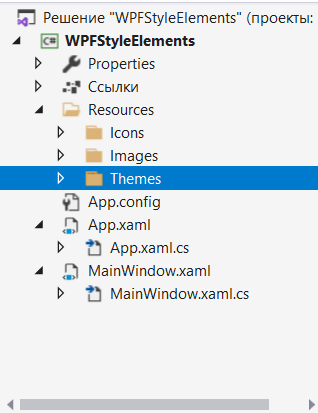 Решение "WPFStyleElements" (проекты:
C# WPFStyleElements
Properties
Ссылки
Resources
Icons
Images
Themes
App.config
App.xaml
App.xaml.cs
MainWindow.xaml
MainWindow.xaml.cs